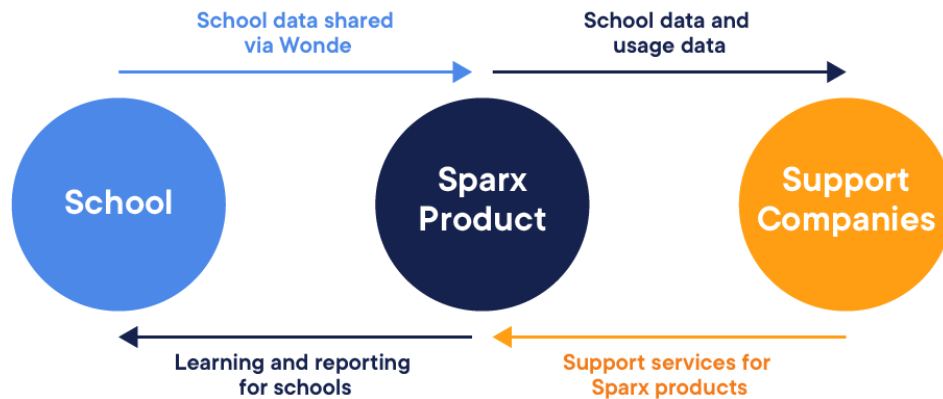 School data shared
via Wonde
School data and
usage data
School
Sparx
Product
Support
Companies
Learning and reporting
for schools
Support services for
Sparx products